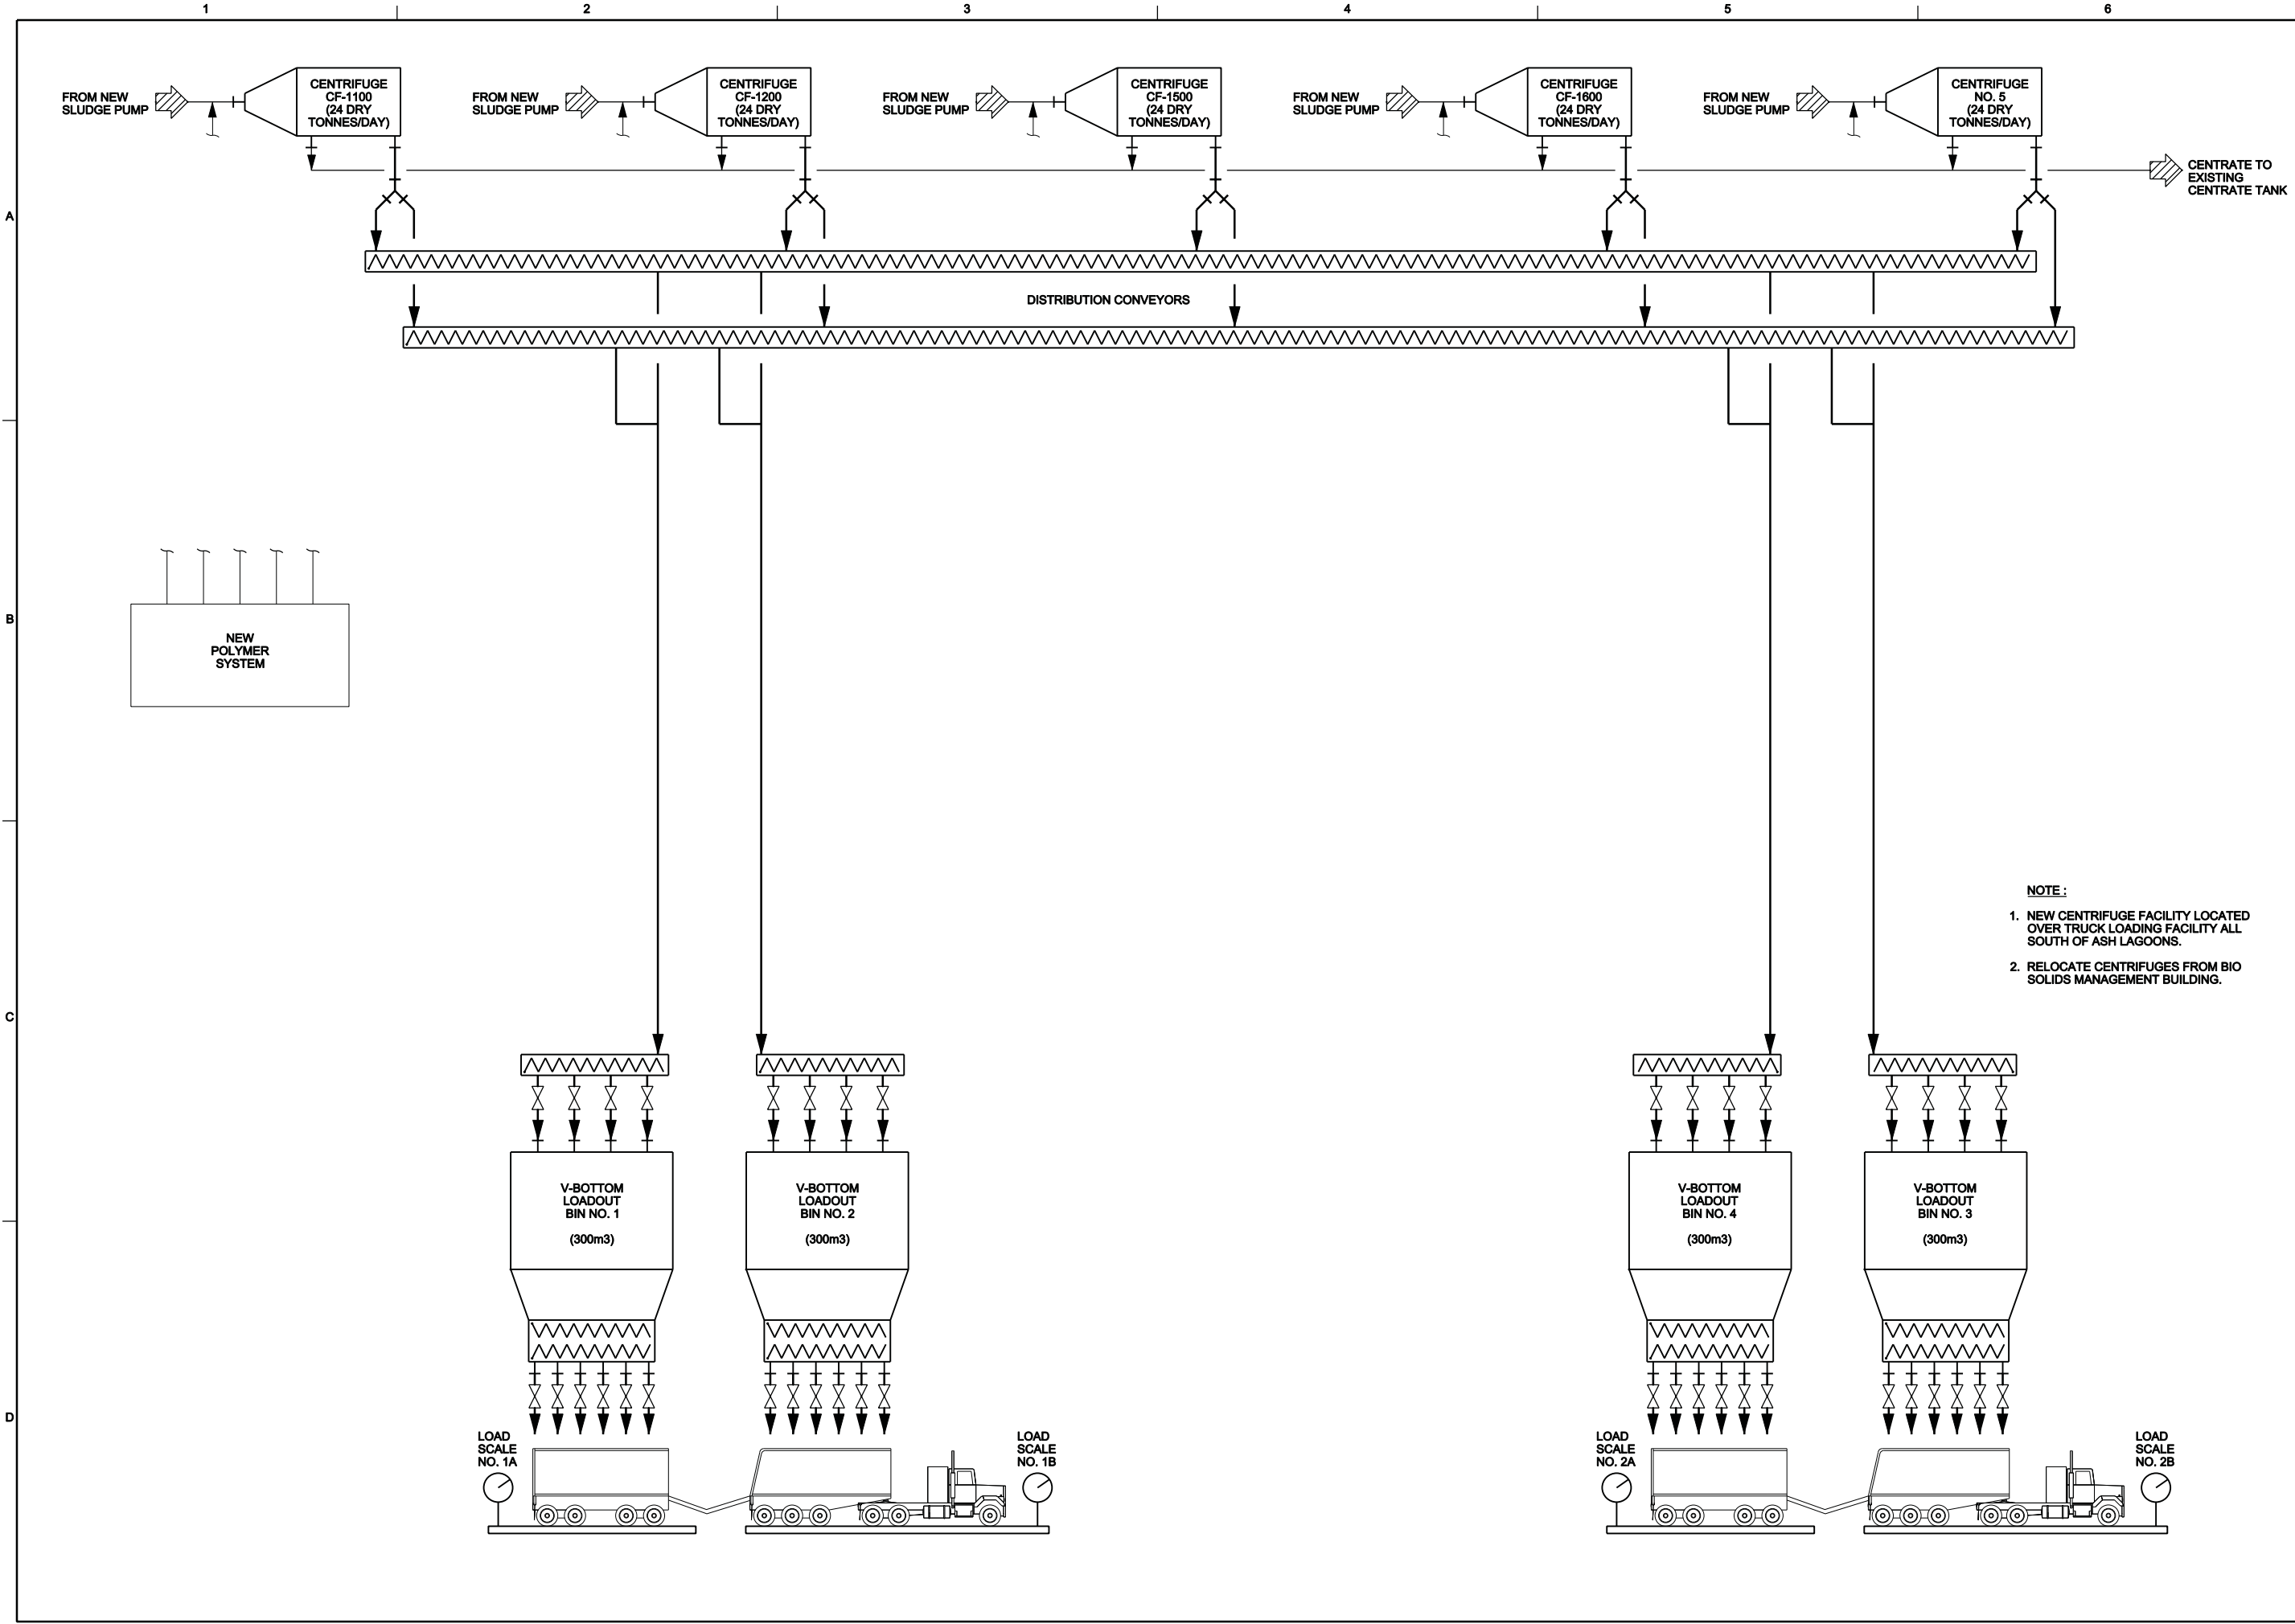 1 2 3 4 5 6
FROM NEW
SLUDGE PUMP
CENTRIFUGE
CF-1100
(24 DRY
TONNES/DAY)
FROM NEW
SLUDGE PUMP
CENTRIFUGE
CF-1200
(24 DRY
TONNES/DAY)
FROM NEW
SLUDGE PUMP
CENTRIFUGE
CF-1500
(24 DRY
TONNES/DAY)
FROM NEW
SLUDGE PUMP
CENTRIFUGE
CF-1600
(24 DRY
TONNES/DAY)
FROM NEW
SLUDGE PUMP
CENTRIFUGE
NO. 5
(24 DRY
TONNES/DAY)
CENTRATE TO
EXISTING
CENTRATE TANK
A
DISTRIBUTION CONVEYORS
B
NEW
POLYMER
SYSTEM
NOTE :
1. NEW CENTRIFUGE FACILITY LOCATED
OVER TRUCK LOADING FACILITY ALL
SOUTH OF ASH LAGOONS.
2. RELOCATE CENTRIFUGES FROM BIO
SOLIDS MANAGEMENT BUILDING.
C
V-BOTTOM
LOADOUT
BIN NO. 1
(300m3)
V-BOTTOM
LOADOUT
BIN NO. 2
(300m3)
V-BOTTOM
LOADOUT
BIN NO. 4
(300m3)
V-BOTTOM
LOADOUT
BIN NO. 3
(300m3)
D
LOAD
SCALE
NO. 1A
LOAD
SCALE
NO. 1B
LOAD
SCALE
NO. 2A
LOAD
SCALE
NO. 2B